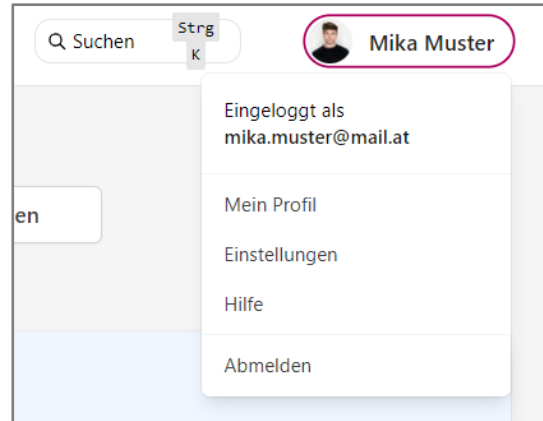 Suchen
Strg
K
Mika Muster
Eingeloggt als
mika.muster@mail.at
en
Mein Profil
Einstellungen
Hilfe
Abmelden